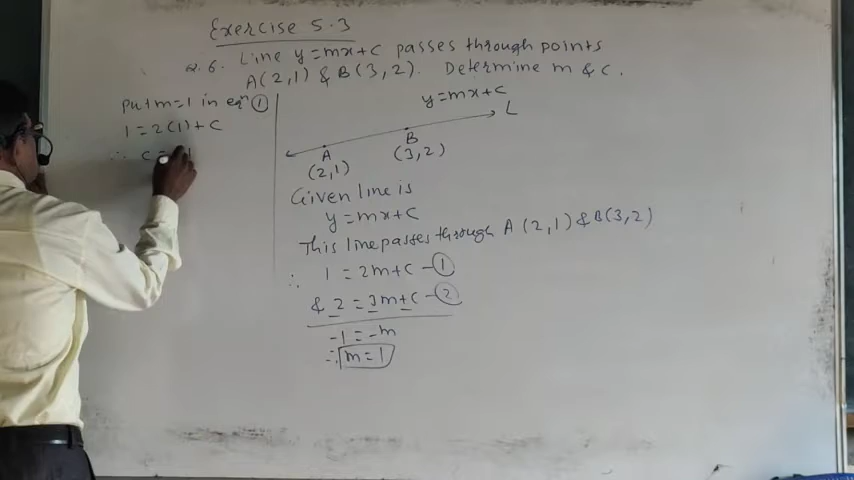 Exercise 5.3
Q.6. Line y=mx+c passes through points
A(2,1) & B(3,2). Determine m & c.
Put m=1 in eqⁿ ①
1=2(1)+c
∴ c=
y=mx+c
L
A
(2,1)
B
(3,2)
Given line is
y=mx+c
This line passes through A(2,1) & B(3,2)
∴ 1=2m+c-①
& 2=3m+c-②
-1=-m
∴ m=1